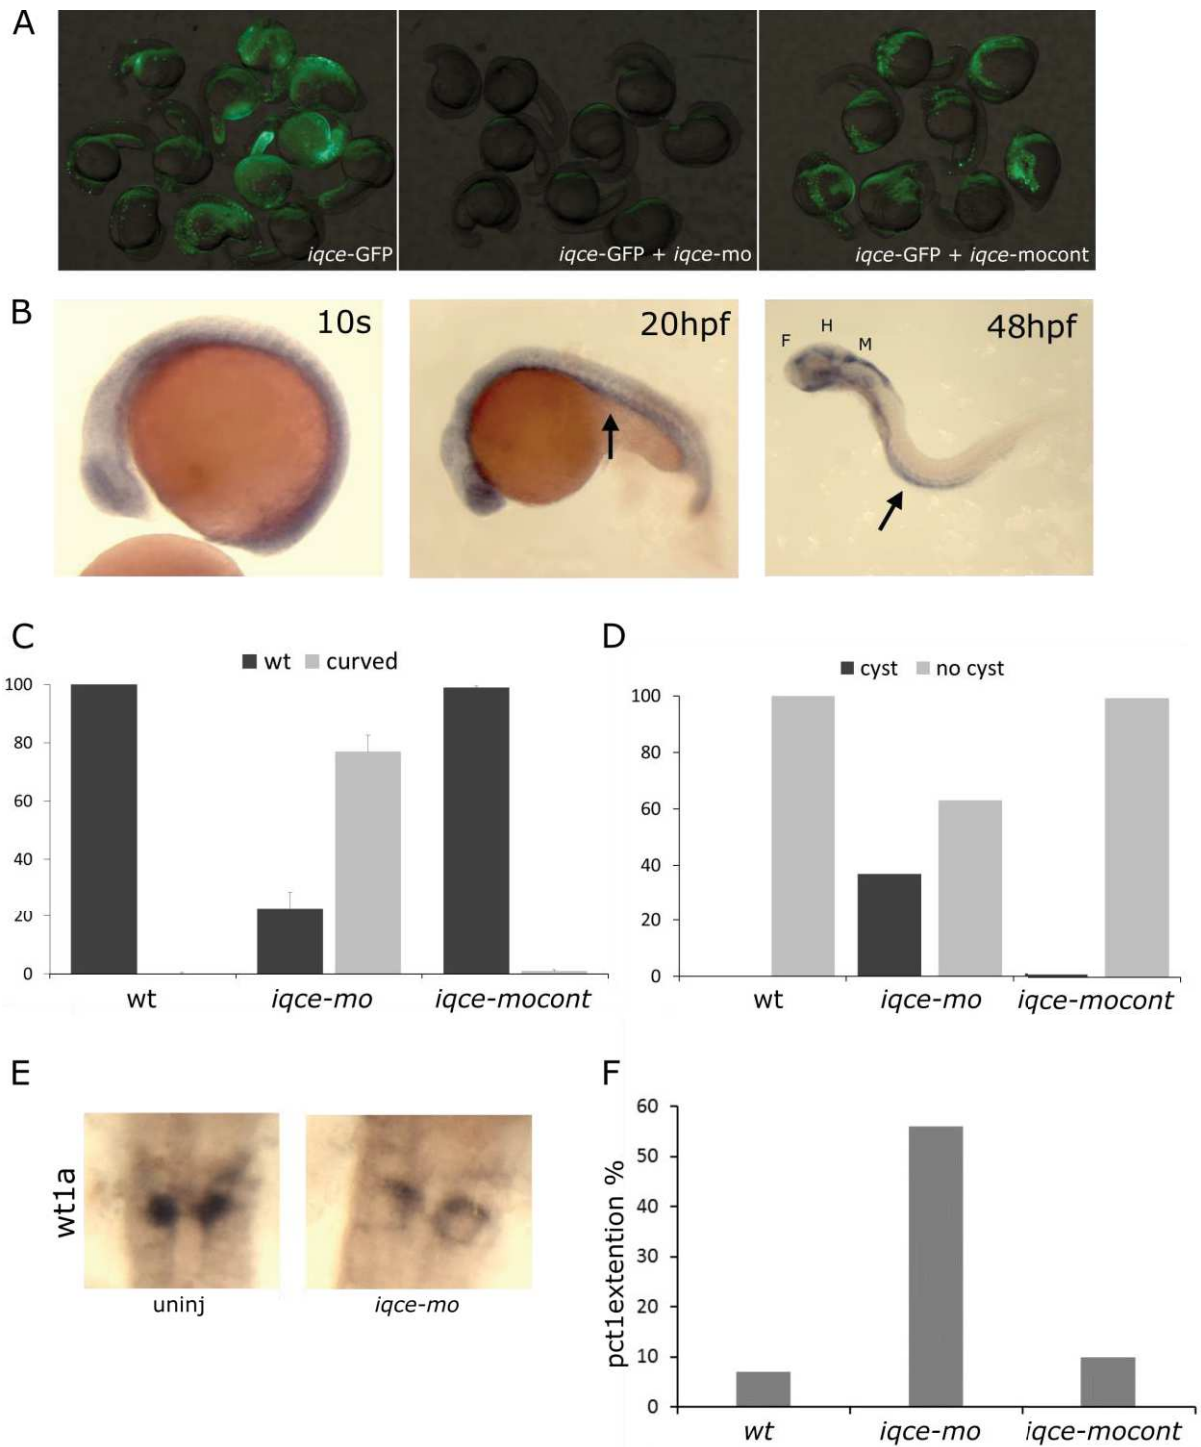 A
iqce-GFP
iqce-GFP + iqce-mo
iqce-GFP + iqce-mocont
B
10s
20hpf
48hpf
F
H
M
C
wt curved
100
80
60
40
20
0
wt iqce-mo iqce-mocont
D
cyst no cyst
100
80
60
40
20
0
wt iqce-mo iqce-mocont
E
wt1a
uninj
iqce-mo
F
pct1extention %
60
50
40
30
20
10
0
wt iqce-mo iqce-mocont